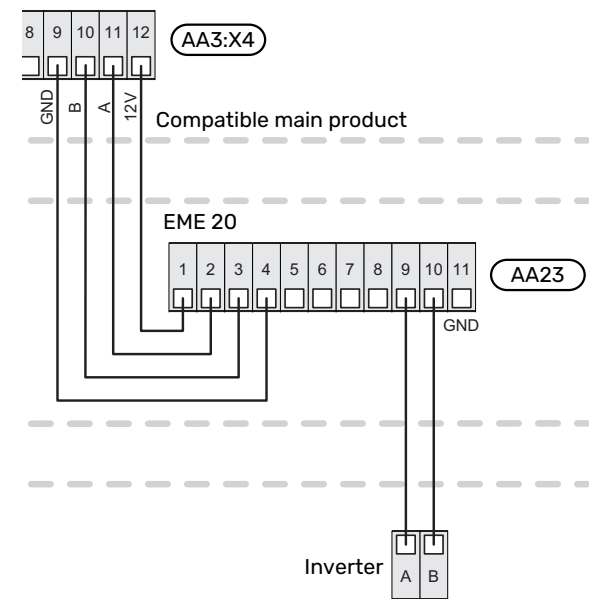 8 9 10 11 12
AA3:X4
GND B A 12V
Compatible main product
EME 20
1 2 3 4 5 6 7 8 9 10 11
AA23
GND
Inverter
A B